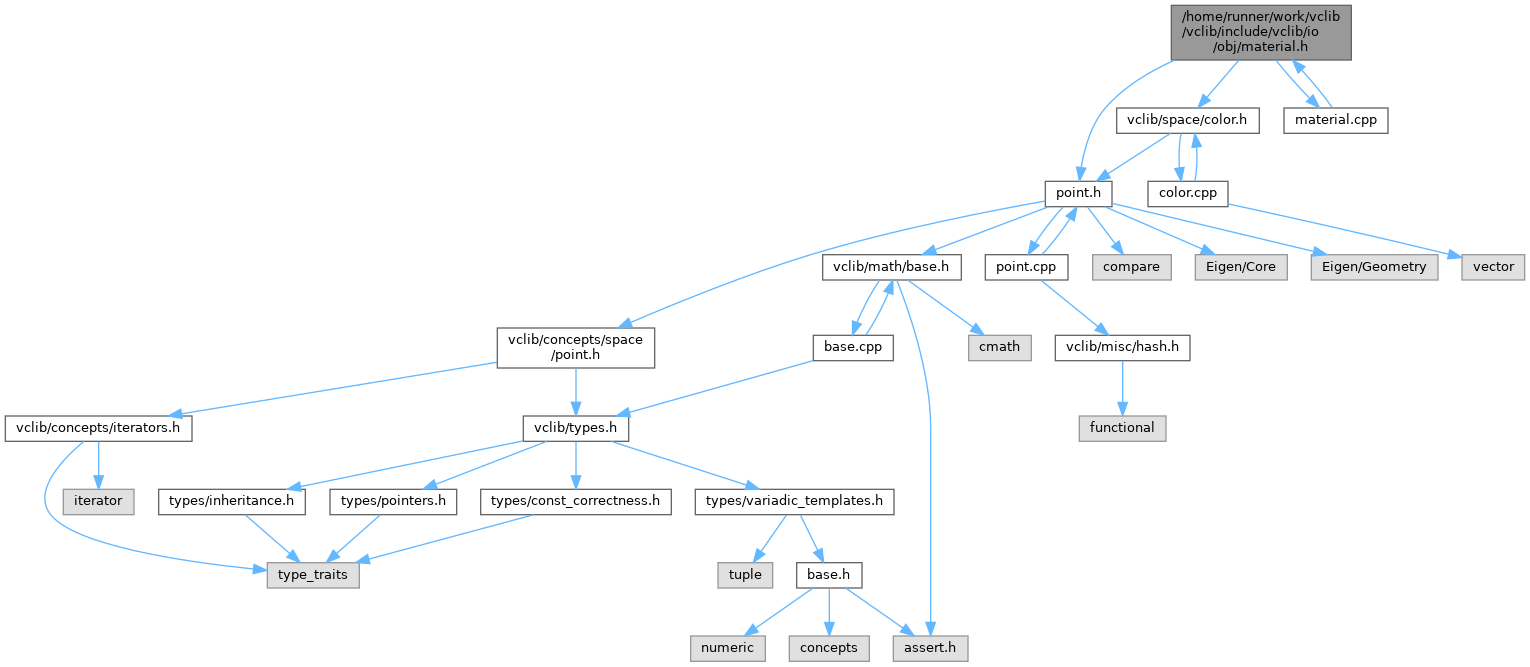 /home/runner/work/vclib
/vclib/include/vclib/io
/obj/material.h
vclib/space/color.h
material.cpp
point.h
color.cpp
vclib/math/base.h
point.cpp
compare
Eigen/Core
Eigen/Geometry
vector
vclib/concepts/space
/point.h
base.cpp
cmath
vclib/misc/hash.h
vclib/concepts/iterators.h
vclib/types.h
functional
iterator
types/inheritance.h
types/pointers.h
types/const_correctness.h
types/variadic_templates.h
type_traits
tuple
base.h
numeric
concepts
assert.h